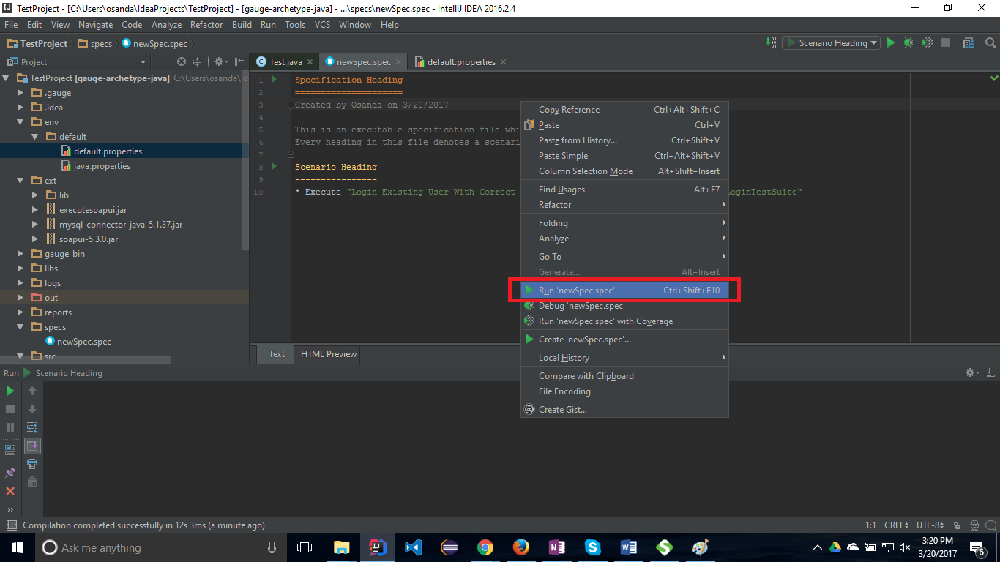 TestProject - [C:\Users\osanda\IdeaProjects\TestProject] - [gauge-archetype-java] - ...\specs\newSpec.spec - IntelliJ IDEA 2016.2.4
File Edit View Navigate Code Analyze Refactor Build Run Tools VCS Window Help
TestProject specs newSpec.spec
Scenario Heading
Project
Test.java newSpec.spec default.properties
TestProject [gauge-archetype-java] C:\Users\osanda\Id
.gauge
.idea
env
default
default.properties
java.properties
ext
lib
executesoapui.jar
mysql-connector-java-5.1.37.jar
soapui-5.3.0.jar
gauge_bin
libs
logs
out
reports
specs
newSpec.spec
src
1 Specification Heading
2 =====================
3 Created by Osanda on 3/20/2017
4
5 This is an executable specification file whi
6 Every heading in this file denotes a scenari
7
8 Scenario Heading
9 ----------------
10 * Execute "Login Existing User With Correct LoginTestSuite"
Copy Reference Ctrl+Alt+Shift+C
Paste Ctrl+V
Paste from History... Ctrl+Shift+V
Paste Simple Ctrl+Alt+Shift+V
Column Selection Mode Alt+Shift+Insert
Find Usages Alt+F7
Refactor
Folding
Analyze
Go To
Generate... Alt+Insert
Run 'newSpec.spec' Ctrl+Shift+F10
Debug 'newSpec.spec'
Run 'newSpec.spec' with Coverage
Create 'newSpec.spec'...
Local History
Compare with Clipboard
File Encoding
Create Gist...
Text HTML Preview
Run Scenario Heading
Compilation completed successfully in 12s 3ms (a minute ago)
1:1 CRLF UTF-8
Ask me anything
3:20 PM
3/20/2017
6